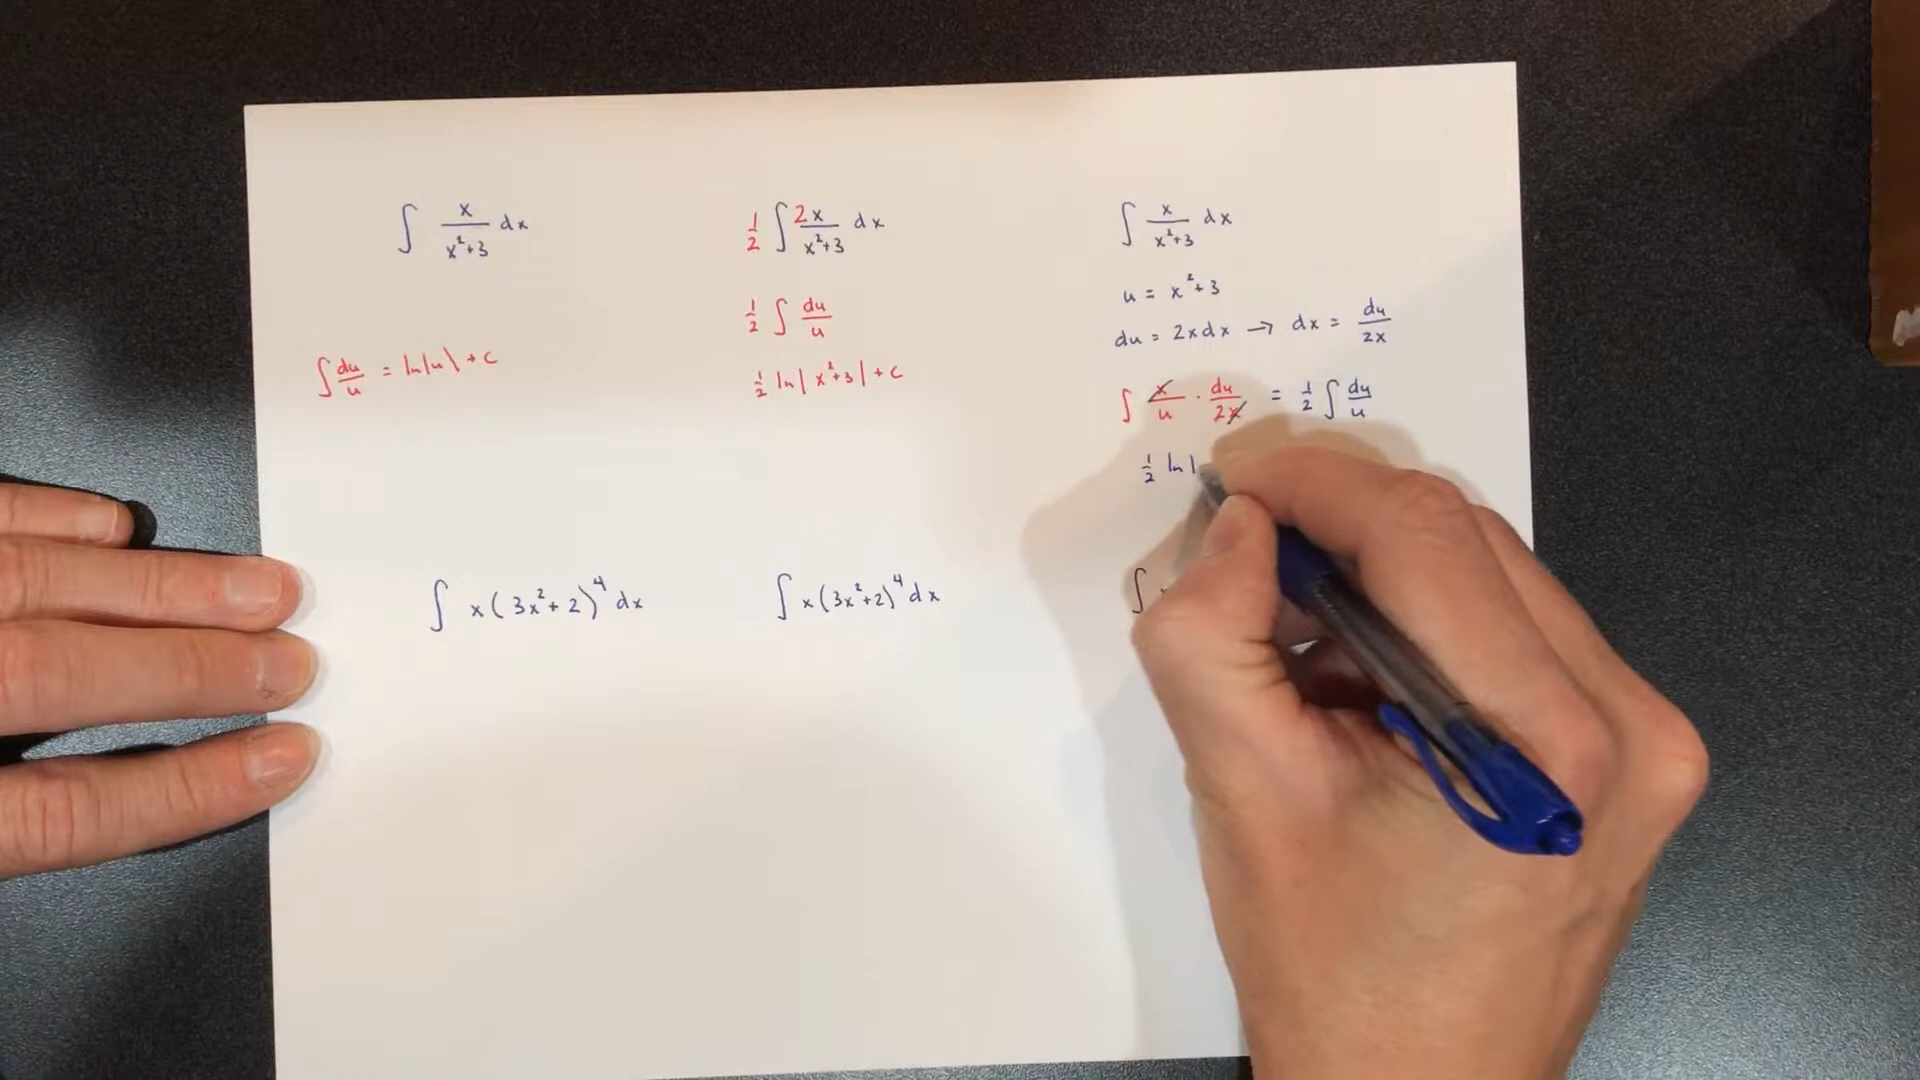 ∫ x/(x²+3) dx
∫ du/u = ln|u| + c
1/2 ∫ 2x/(x²+3) dx
1/2 ∫ du/u
1/2 ln|x²+3| + c
∫ x/(x²+3) dx
u = x²+3
du = 2xdx → dx = du/2x
∫ x/u · du/2x = 1/2 ∫ du/u
1/2 ln|
∫ x(3x²+2)⁴ dx
∫ x(3x²+2)⁴ dx
∫